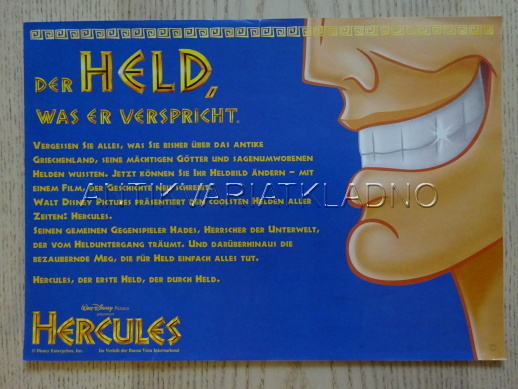 DER HELD,
WAS ER VERSPRICHT.
VERGESSEN SIE ALLES, WAS SIE BISHER ÜBER DAS ANTIKE
GRIECHENLAND, SEINE MÄCHTIGEN GÖTTER UND SAGENUMWOBENEN
HELDEN WUSSTEN. JETZT KÖNNEN SIE IHR HELDBILD ÄNDERN – MIT
EINEM FILM, DER GESCHICHTE NEU SCHREIBT.
ANTIKVARIATKLADNO
WALT DISNEY PICTURES PRÄSENTIERT DEN COOLSTEN HELDEN ALLER
ZEITEN: HERCULES.
SEINEN GEMEINEN GEGENSPIELER HADES, HERRSCHER DER UNTERWELT,
DER VOM HELDUNTERGANG TRÄUMT. UND DARÜBERHINAUS DIE
BEZAUBERNDE MEG, DIE FÜR HELD EINFACH ALLES TUT.
HERCULES, DER ERSTE HELD, DER DURCH HELD.
WALT DISNEY PICTURES
präsentiert
HERCULES
© Disney Enterprises, Inc. Im Verleih der Buena Vista International